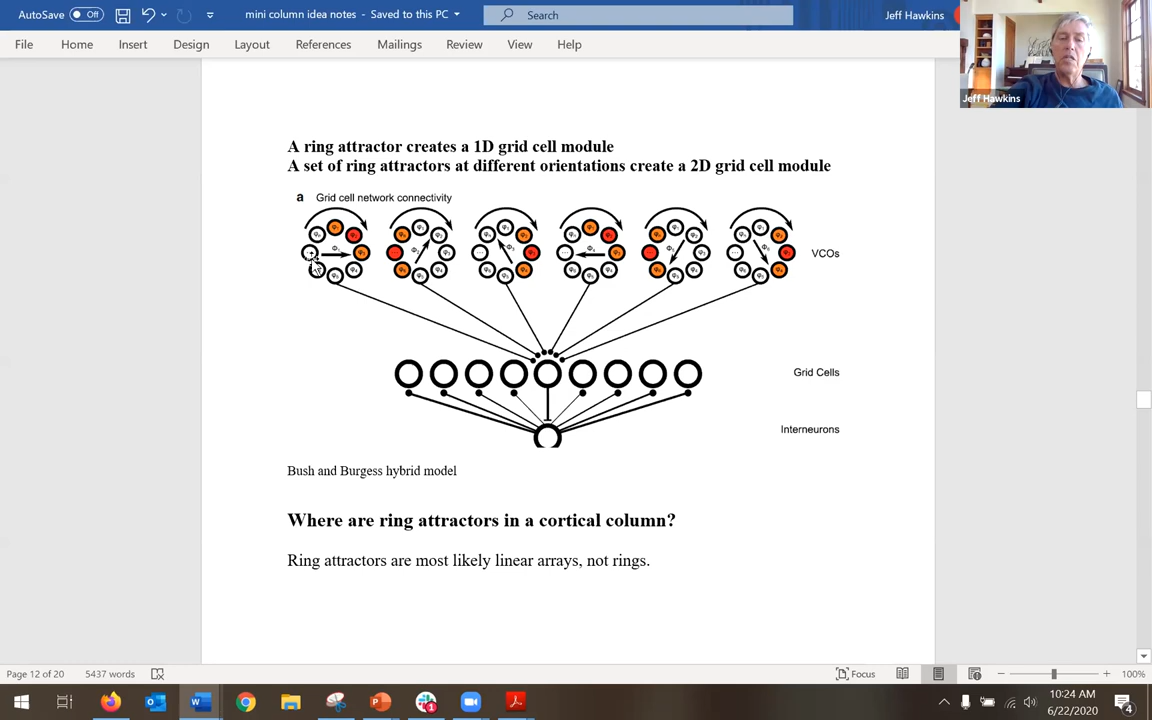 AutoSave Off mini column idea notes - Saved to this PC Search Jeff Hawkins
File Home Insert Design Layout References Mailings Review View Help
Jeff Hawkins
A ring attractor creates a 1D grid cell module
A set of ring attractors at different orientations create a 2D grid cell module
a Grid cell network connectivity
VCOs
Grid Cells
Interneurons
Bush and Burgess hybrid model
Where are ring attractors in a cortical column?
Ring attractors are most likely linear arrays, not rings.
Page 12 of 20 5437 words Focus 100%
10:24 AM
6/22/2020
4